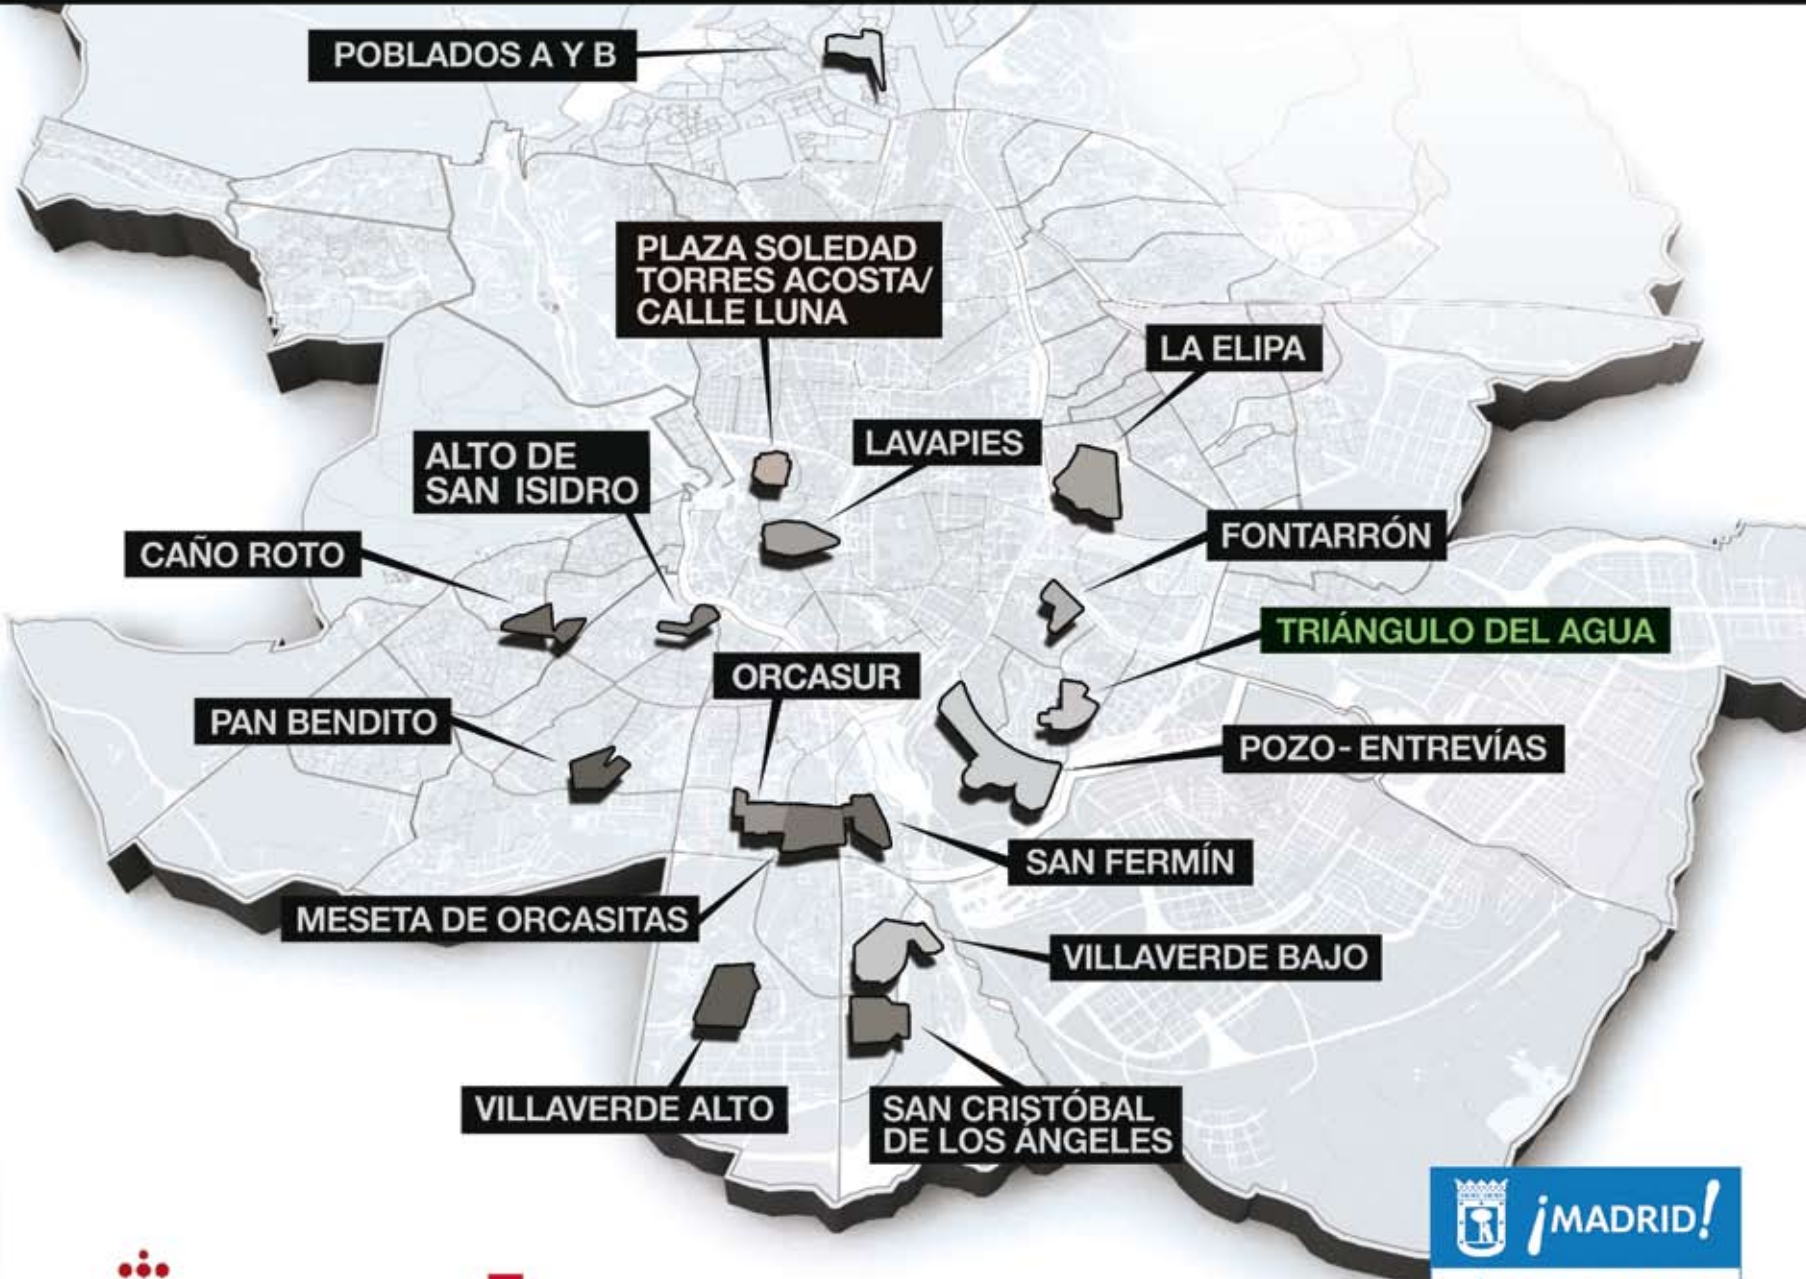 POBLADOS A Y B
PLAZA SOLEDAD
TORRES ACOSTA/
CALLE LUNA
LA ELIPA
LAVAPIES
ALTO DE
SAN ISIDRO
FONTARRÓN
CAÑO ROTO
TRIÁNGULO DEL AGUA
ORCASUR
PAN BENDITO
POZO-ENTREVÍAS
SAN FERMÍN
MESETA DE ORCASITAS
VILLAVERDE BAJO
VILLAVERDE ALTO
SAN CRISTÓBAL
DE LOS ÁNGELES
¡MADRID!